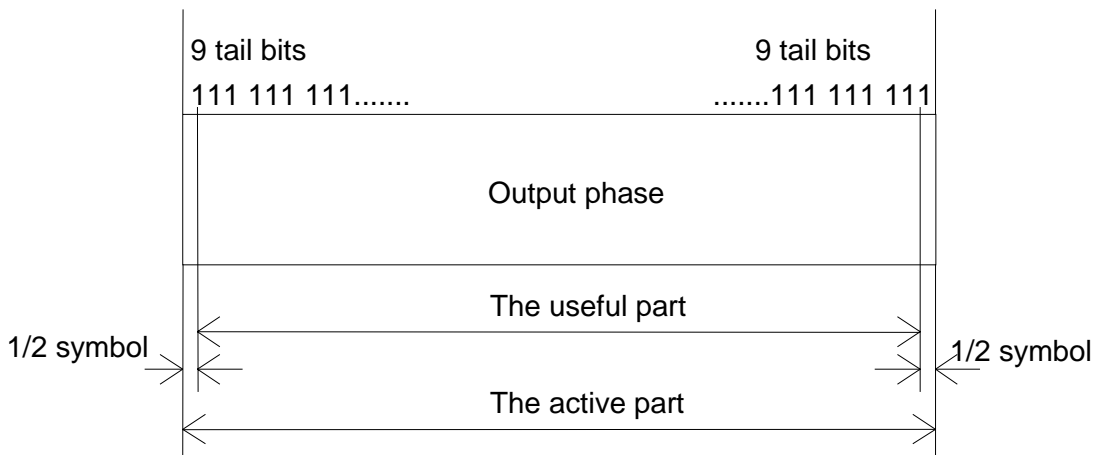 9 tail bits 9 tail bits
111 111 111....... .......111 111 111
Output phase
The useful part
1/2 symbol 1/2 symbol
The active part